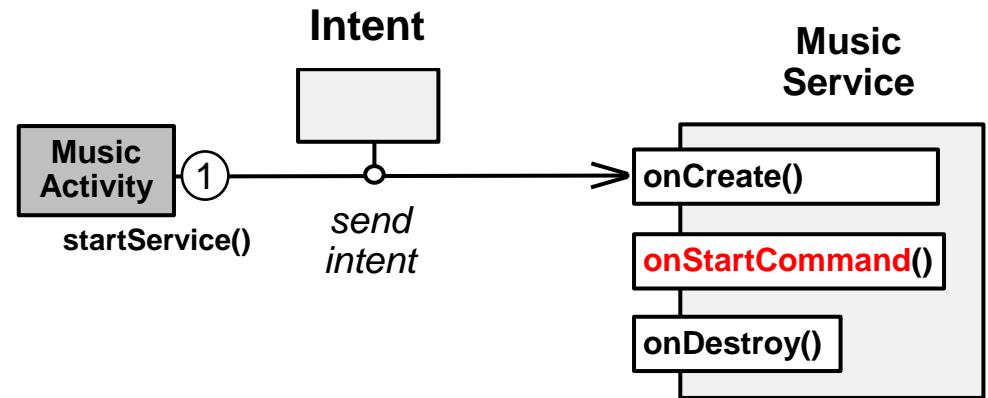 Intent
Music
Service
Music
Activity
1
startService()
send
intent
onCreate()
onStartCommand()
onDestroy()